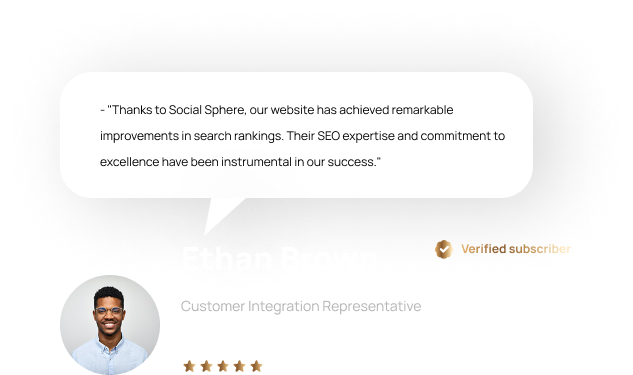 - "Thanks to Social Sphere, our website has achieved remarkable
improvements in search rankings. Their SEO expertise and commitment to
excellence have been instrumental in our success."
Ethan Brown
Verified subscriber
Customer Integration Representative